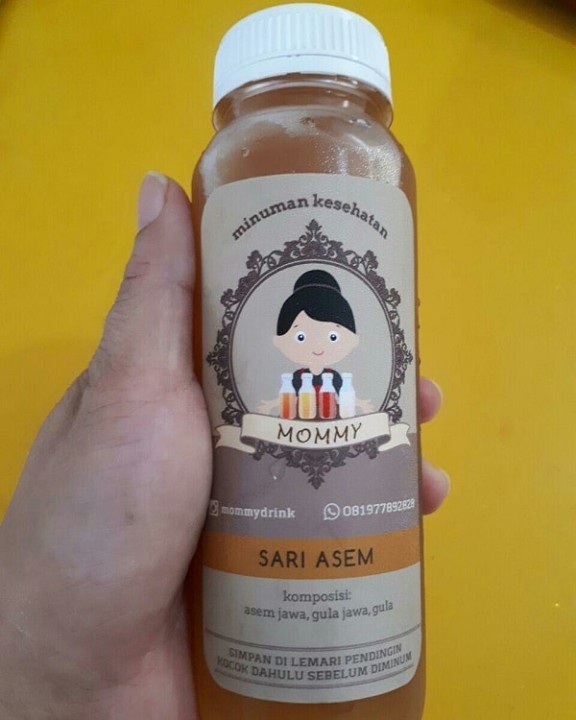 minuman kesehatan
MOMMY
mommydrink 081977892828
SARI ASEM
komposisi:
asem jawa, gula jawa, gula
SIMPAN DI LEMARI PENDINGIN
KOCOK DAHULU SEBELUM DIMINUM